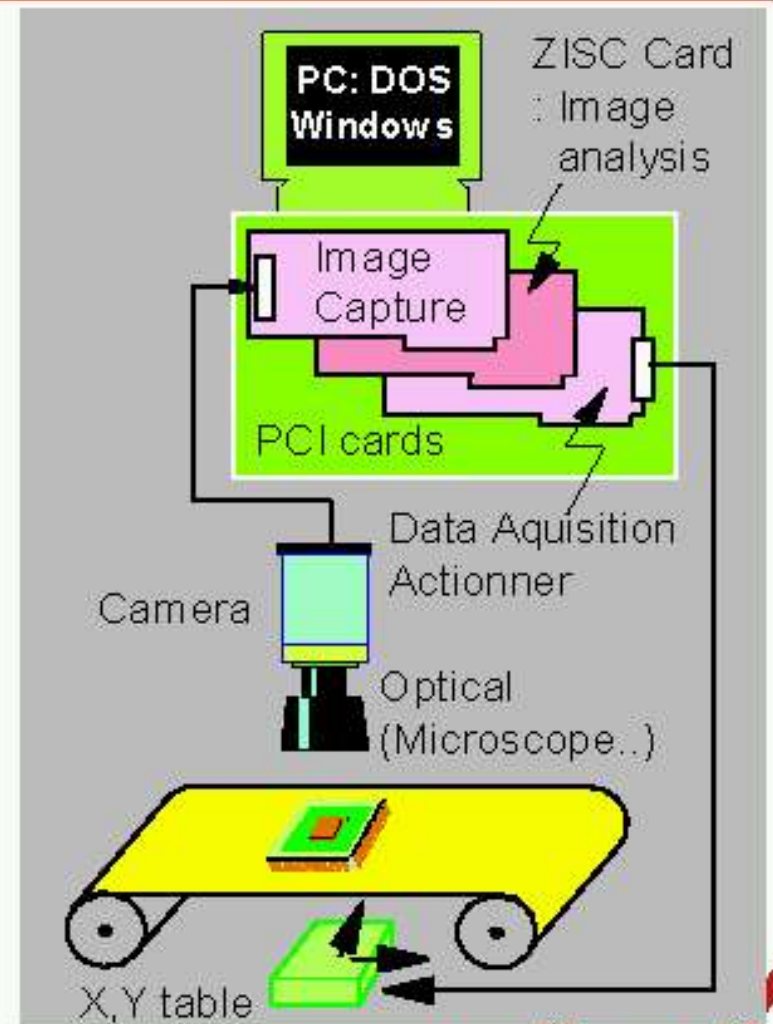 PC: DOS
Windows
ZISC Card
: Image
analysis
Image
Capture
PCI cards
Data Aquisition
Actionner
Camera
Optical
(Microscope..)
X,Y table